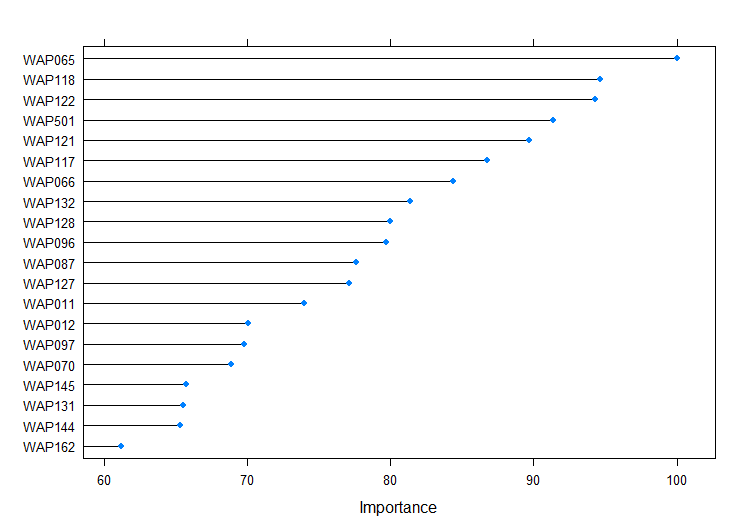 WAP065
WAP118
WAP122
WAP501
WAP121
WAP117
WAP066
WAP132
WAP128
WAP096
WAP087
WAP127
WAP011
WAP012
WAP097
WAP070
WAP145
WAP131
WAP144
WAP162
60 70 80 90 100
Importance